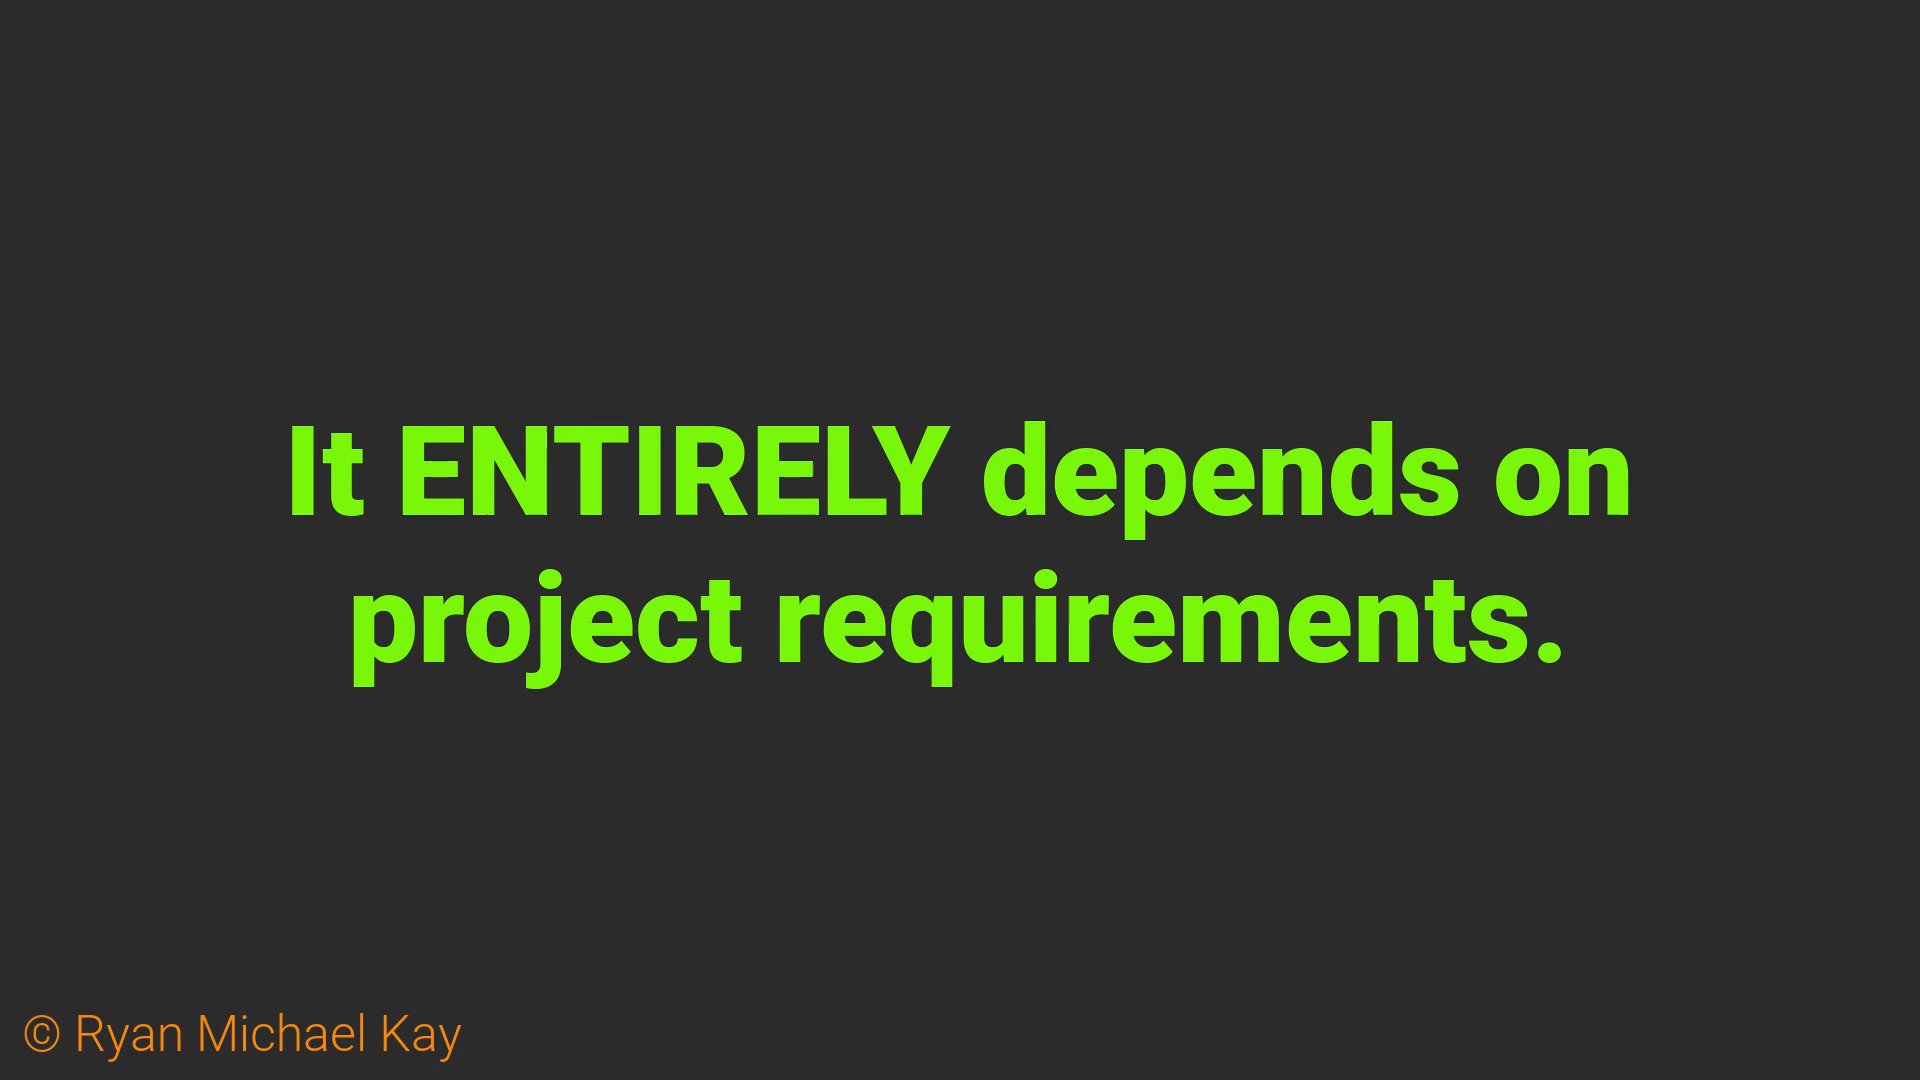 It ENTIRELY depends on
project requirements.
© Ryan Michael Kay